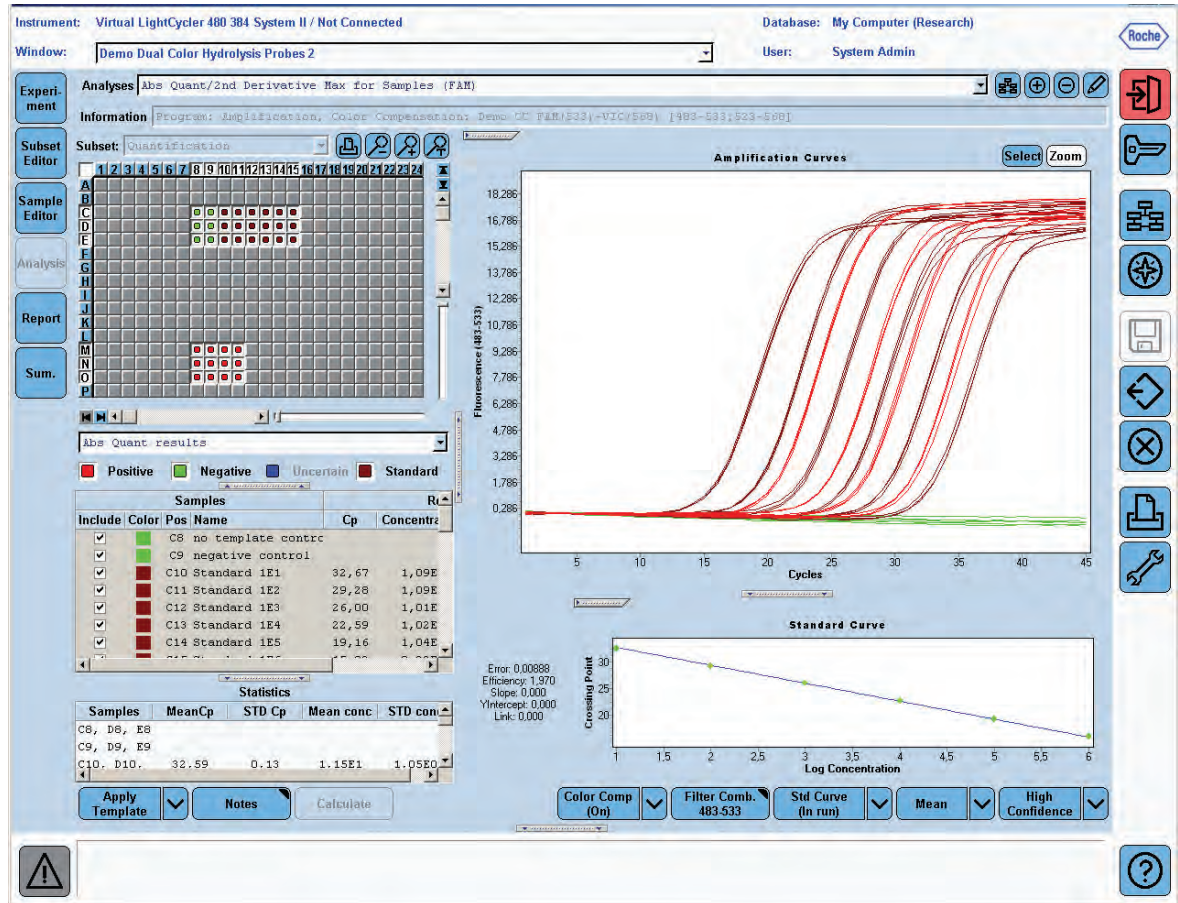 Instrument: Virtual LightCycler 480 384 System II / Not Connected
Database: My Computer (Research)
Window: Demo Dual Color Hydrolysis Probes 2
User: System Admin
Roche
Experi-
ment
Subset
Editor
Sample
Editor
Analysis
Report
Sum.
Analyses Abs Quant/2nd Derivative Max for Samples (FAM)
Information Program: Amplification, Color Compensation: Demo CC FAM(533)-VIC(568) [483-533;523-568]
Subset: Quantification
1 2 3 4 5 6 7 8 9 10 11 12 13 14 15 16 17 18 19 20 21 22 23 24
A
B
C
D
E
F
G
H
I
J
K
L
M
N
O
P
Abs Quant results
Positive Negative Uncertain Standard
Samples
Include Color Pos Name Cp Concentra
C8 no template contrc
C9 negative control
C10 Standard 1E1 32,67 1,09E
C11 Standard 1E2 29,28 1,09E
C12 Standard 1E3 26,00 1,01E
C13 Standard 1E4 22,59 1,02E
C14 Standard 1E5 19,16 1,04E
Statistics
Samples MeanCp STD Cp Mean conc STD conc
C8, D8, E8
C9, D9, E9
C10. D10. 32.59 0.13 1.15E1 1.05E0
Apply
Template
Notes
Calculate
Amplification Curves
Select Zoom
Fluorescence (483-533)
18,286
16,786
15,286
13,786
12,286
10,786
9,286
7,786
6,286
4,786
3,286
1,786
0,286
5 10 15 20 25 30 35 40 45
Cycles
Standard Curve
Error: 0,00888
Efficiency: 1,970
Slope: 0,000
YIntercept: 0,000
Link: 0,000
Crossing Point
30
25
20
1 1,5 2 2,5 3 3,5 4 4,5 5 5,5 6
Log Concentration
Color Comp
(On)
Filter Comb.
483-533
Std Curve
(In run)
Mean
High
Confidence